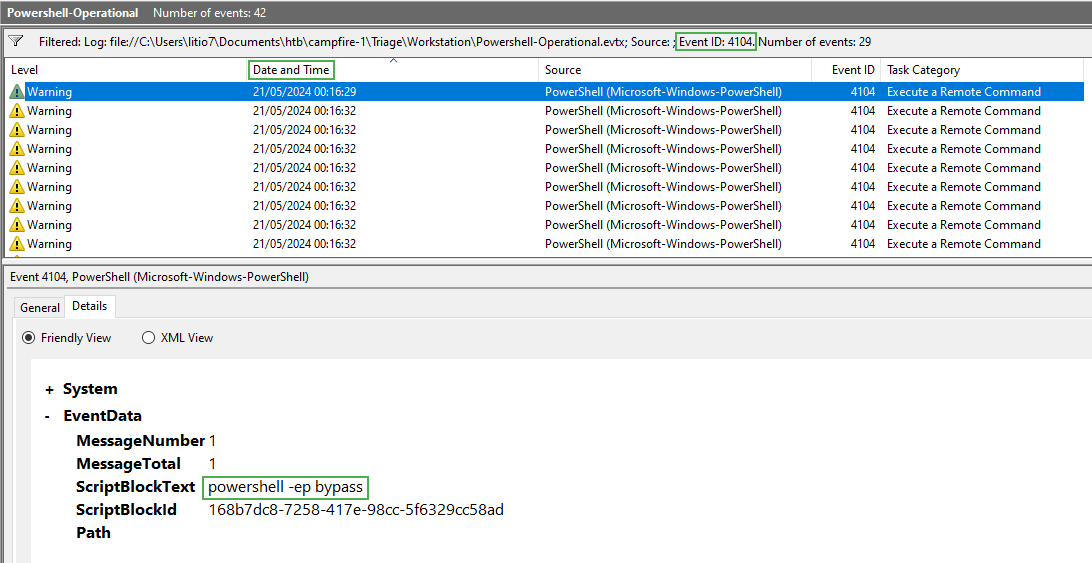 Powershell-Operational Number of events: 42
Filtered: Log: file://C:\Users\litio7\Documents\htb\campfire-1\Triage\Workstation\Powershell-Operational.evtx; Source: ; Event ID: 4104. Number of events: 29
Level Date and Time Source Event ID Task Category
Warning 21/05/2024 00:16:29 PowerShell (Microsoft-Windows-PowerShell) 4104 Execute a Remote Command
Warning 21/05/2024 00:16:32 PowerShell (Microsoft-Windows-PowerShell) 4104 Execute a Remote Command
Warning 21/05/2024 00:16:32 PowerShell (Microsoft-Windows-PowerShell) 4104 Execute a Remote Command
Warning 21/05/2024 00:16:32 PowerShell (Microsoft-Windows-PowerShell) 4104 Execute a Remote Command
Warning 21/05/2024 00:16:32 PowerShell (Microsoft-Windows-PowerShell) 4104 Execute a Remote Command
Warning 21/05/2024 00:16:32 PowerShell (Microsoft-Windows-PowerShell) 4104 Execute a Remote Command
Warning 21/05/2024 00:16:32 PowerShell (Microsoft-Windows-PowerShell) 4104 Execute a Remote Command
Warning 21/05/2024 00:16:32 PowerShell (Microsoft-Windows-PowerShell) 4104 Execute a Remote Command
Warning 21/05/2024 00:16:32 PowerShell (Microsoft-Windows-PowerShell) 4104 Execute a Remote Command
Event 4104, PowerShell (Microsoft-Windows-PowerShell)
General Details
Friendly View XML View
+ System
- EventData
MessageNumber 1
MessageTotal 1
ScriptBlockText powershell -ep bypass
ScriptBlockId 168b7dc8-7258-417e-98cc-5f6329cc58ad
Path